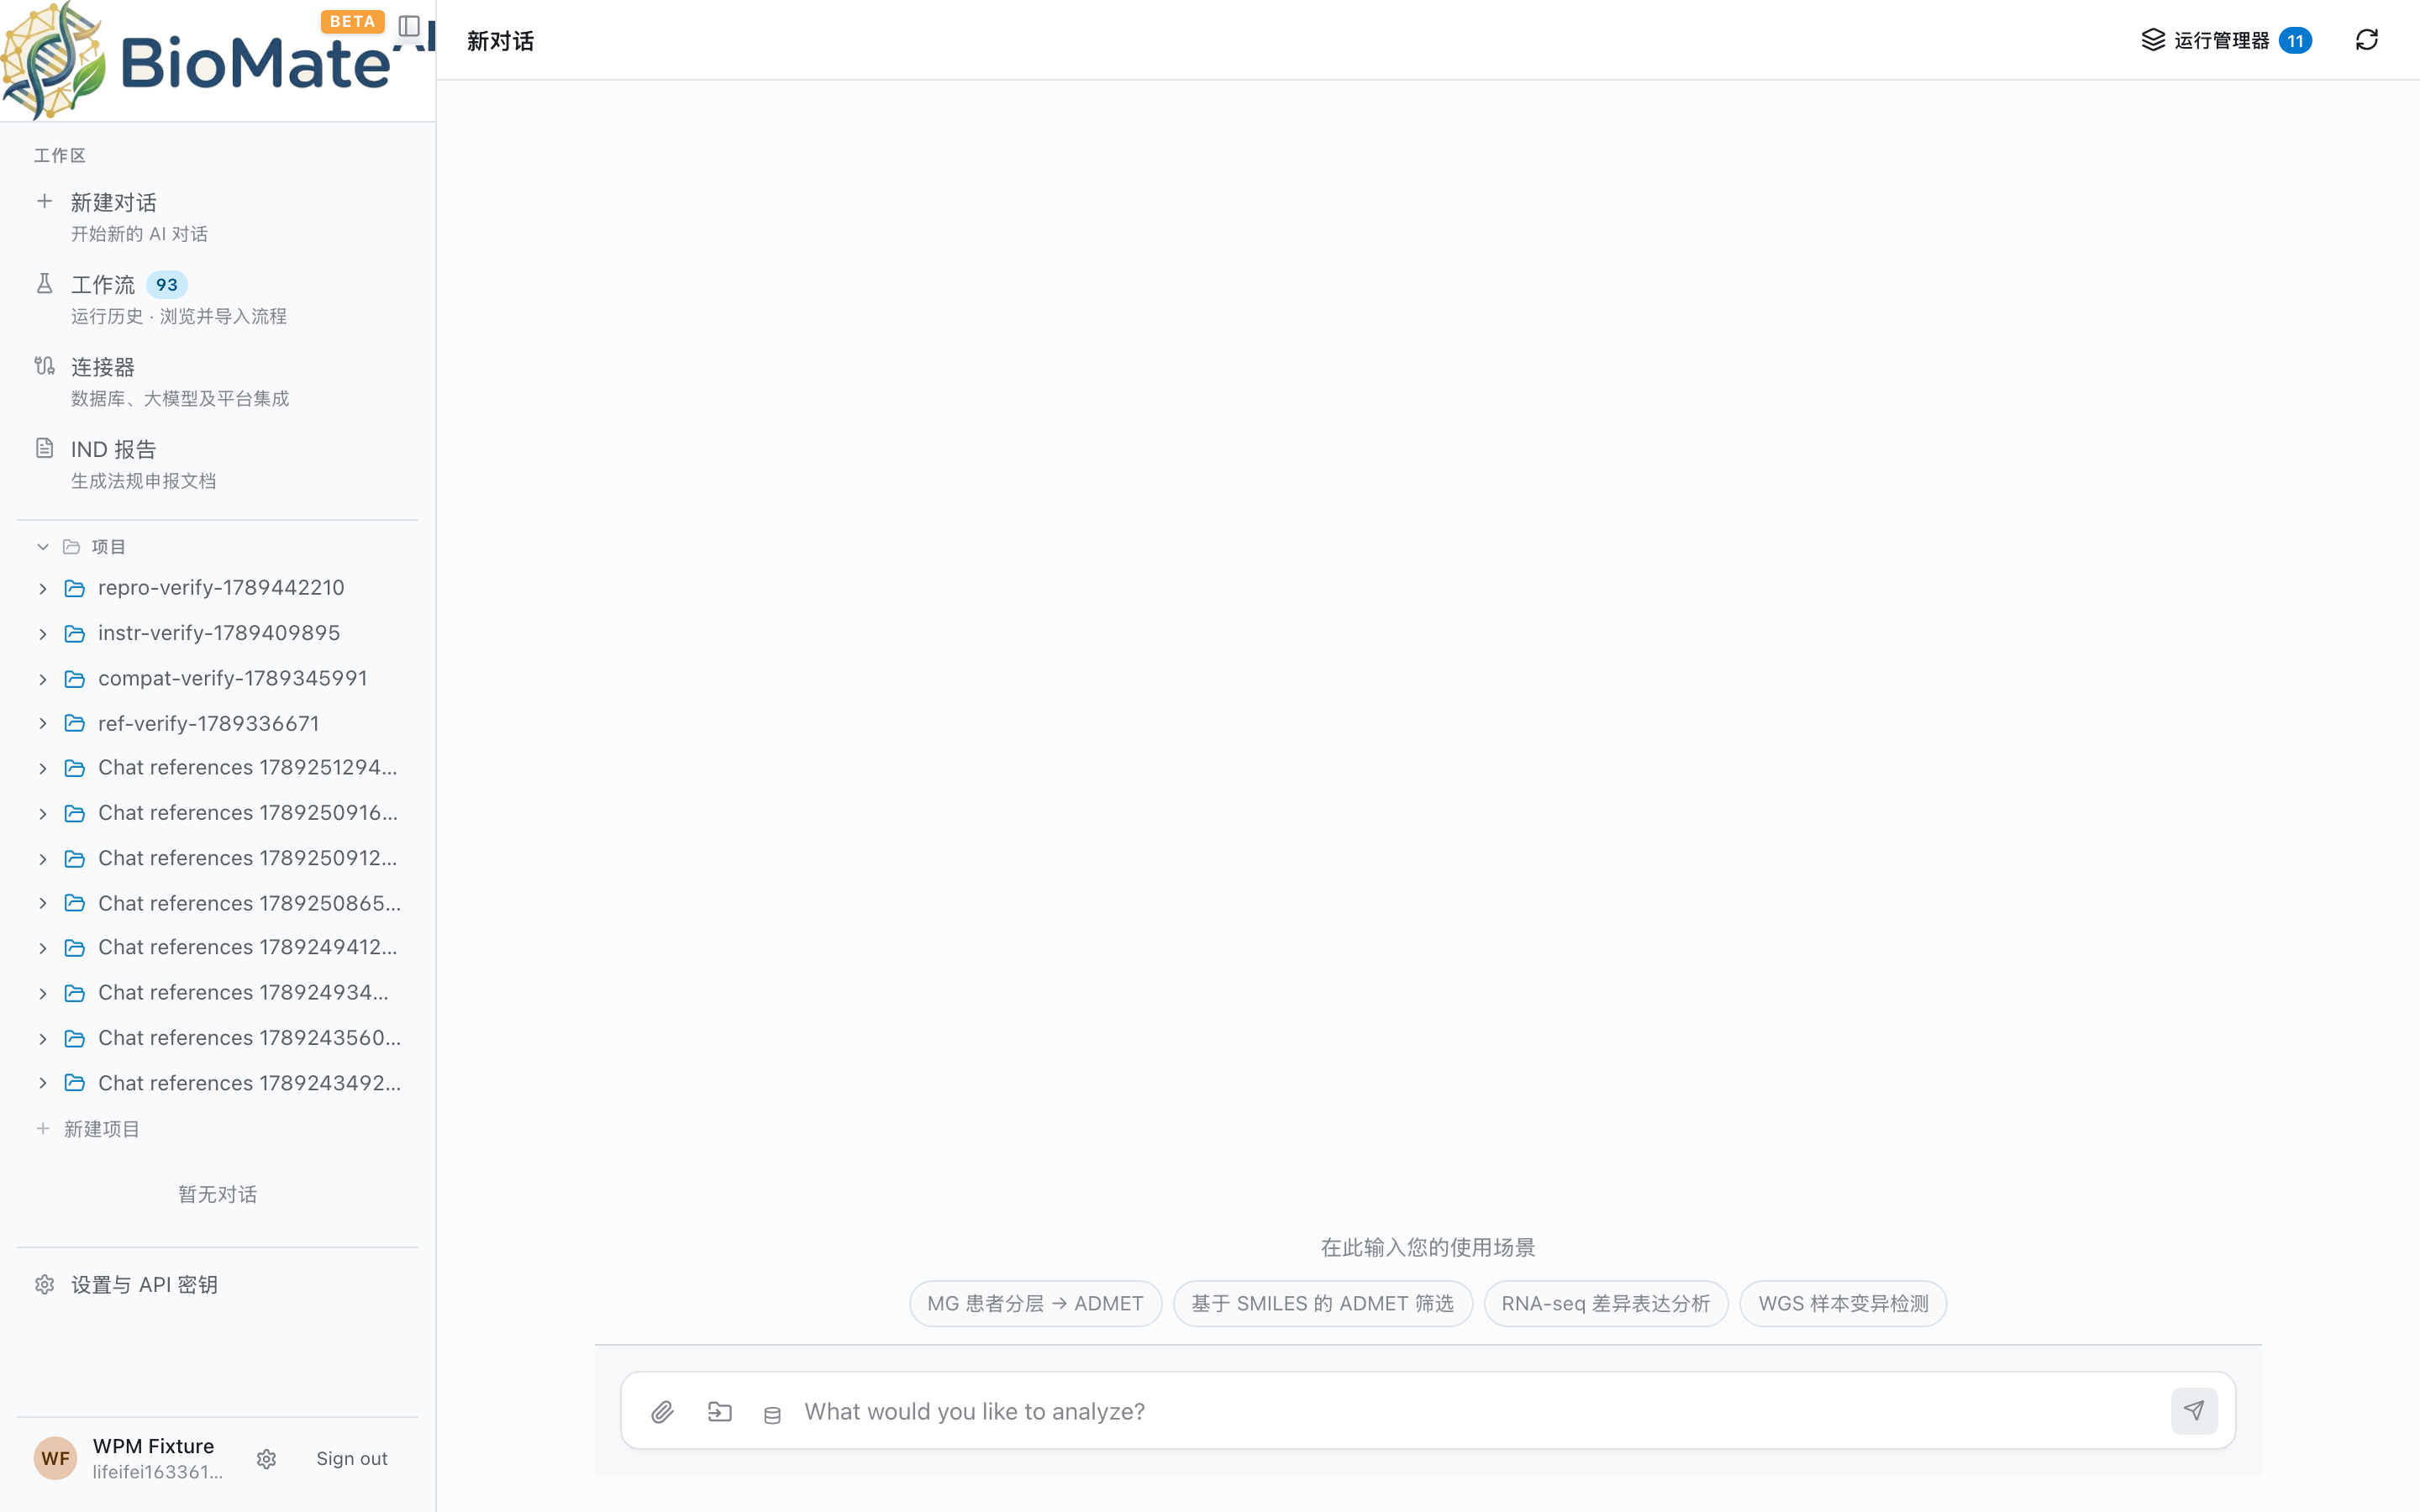 BioMate
BETA
AI
工作区
新建对话
开始新的 AI 对话
工作流 93
运行历史 · 浏览并导入流程
连接器
数据库、大模型及平台集成
IND 报告
生成法规申报文档
项目
repro-verify-1789442210
instr-verify-1789409895
compat-verify-1789345991
ref-verify-1789336671
Chat references 1789251294...
Chat references 1789250916...
Chat references 1789250912...
Chat references 1789250865...
Chat references 1789249412...
Chat references 178924934...
Chat references 1789243560...
Chat references 1789243492...
新建项目
暂无对话
设置与 API 密钥
WF
WPM Fixture
lifeifei163361...
Sign out
新对话
运行管理器 11
在此输入您的使用场景
MG 患者分层 → ADMET
基于 SMILES 的 ADMET 筛选
RNA-seq 差异表达分析
WGS 样本变异检测
What would you like to analyze?